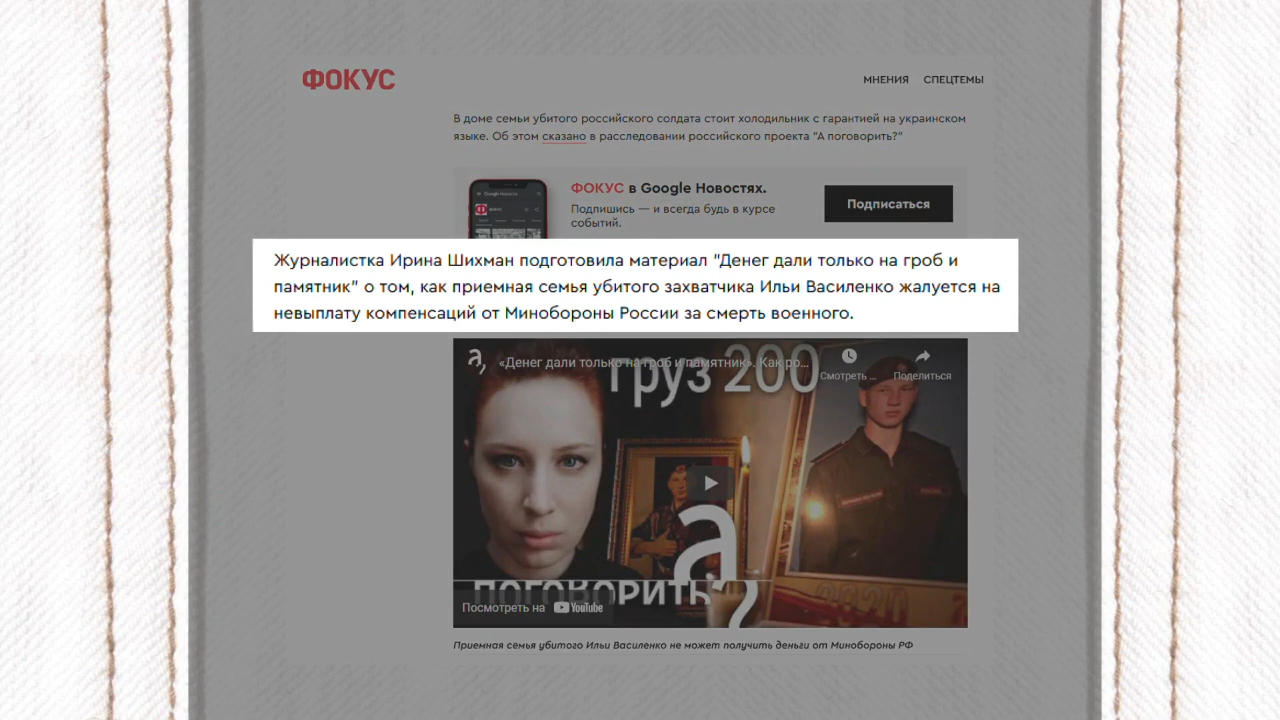 ФОКУС
МНЕНИЯ СПЕЦТЕМЫ
В доме семьи убитого российского солдата стоит холодильник с гарантией на украинском
языке. Об этом сказано в расследовании российского проекта "А поговорить?"
ФОКУС в Google Новостях.
Подпишись — и всегда будь в курсе
событий.
Подписаться
Журналистка Ирина Шихман подготовила материал "Денег дали только на гроб и
памятник" о том, как приемная семья убитого захватчика Ильи Василенко жалуется на
невыплату компенсаций от Минобороны России за смерть военного.
«Денег дали только на гроб и памятник». Как ро...
Смотреть ...
Поделиться
груз 200
а
ПОГОВОРИТЬ?
Посмотреть на YouTube
Приемная семья убитого Ильи Василенко не может получить деньги от Минобороны РФ